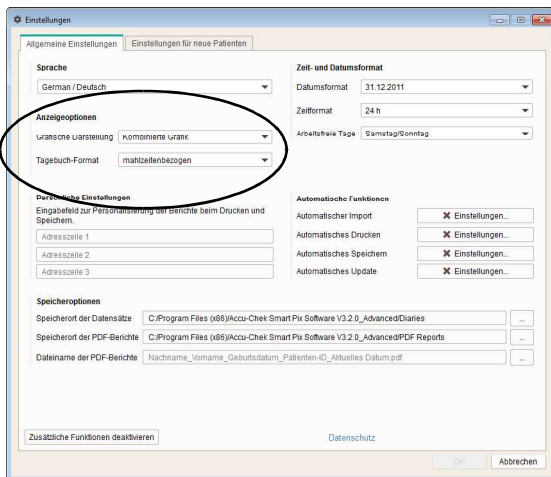 Einstellungen
Allgemeine Einstellungen
Einstellungen für neue Patienten
Sprache
German / Deutsch
Anzeigeoptionen
Grafische Darstellung Kombinierte Grafik
Tagebuch-Format mahlzeitenbezogen
Zeit- und Datumsformat
Datumsformat 31.12.2011
Zeitformat 24 h
Arbeitsfreie Tage Samstag/Sonntag
Persönliche Einstellungen
Eingabefeld zur Personalisierung der Berichte beim Drucken und
Speichern.
Adresszeile 1
Adresszeile 2
Adresszeile 3
Automatische Funktionen
Automatischer Import Einstellungen...
Automatisches Drucken Einstellungen...
Automatisches Speichern Einstellungen...
Automatisches Update Einstellungen...
Speicheroptionen
Speicherort der Datensätze C:/Program Files (x86)/Accu-Chek Smart Pix Software V3.2.0_Advanced/Diaries ...
Speicherort der PDF-Berichte C:/Program Files (x86)/Accu-Chek Smart Pix Software V3.2.0_Advanced/PDF Reports ...
Dateiname der PDF-Berichte Nachname_Vorname_Geburtsdatum_Patienten-ID_Aktuelles Datum.pdf ...
Zusätzliche Funktionen deaktivieren
Datenschutz
OK Abbrechen